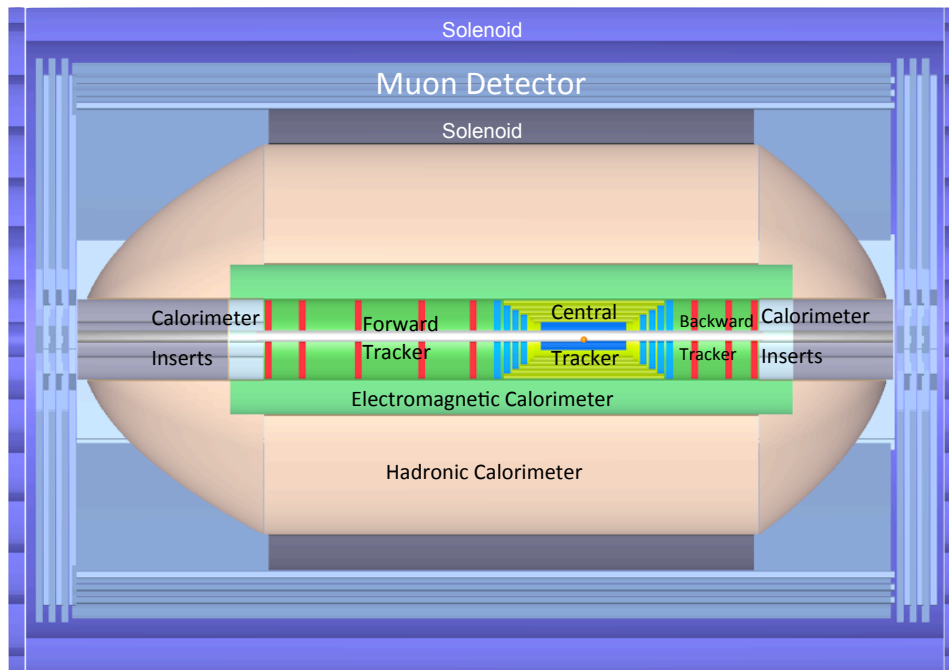 Solenoid
Muon Detector
Solenoid
Calorimeter
Inserts
Forward
Tracker
Central
Tracker
Backward
Tracker
Calorimeter
Inserts
Electromagnetic Calorimeter
Hadronic Calorimeter